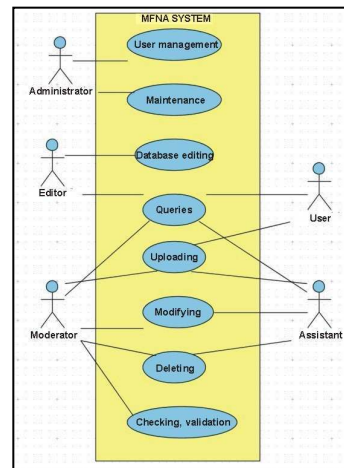 MFNA SYSTEM
User management
Administrator
Maintenance
Database editing
Editor
User
Queries
Uploading
Modifying
Moderator
Assistant
Deleting
Checking, validation